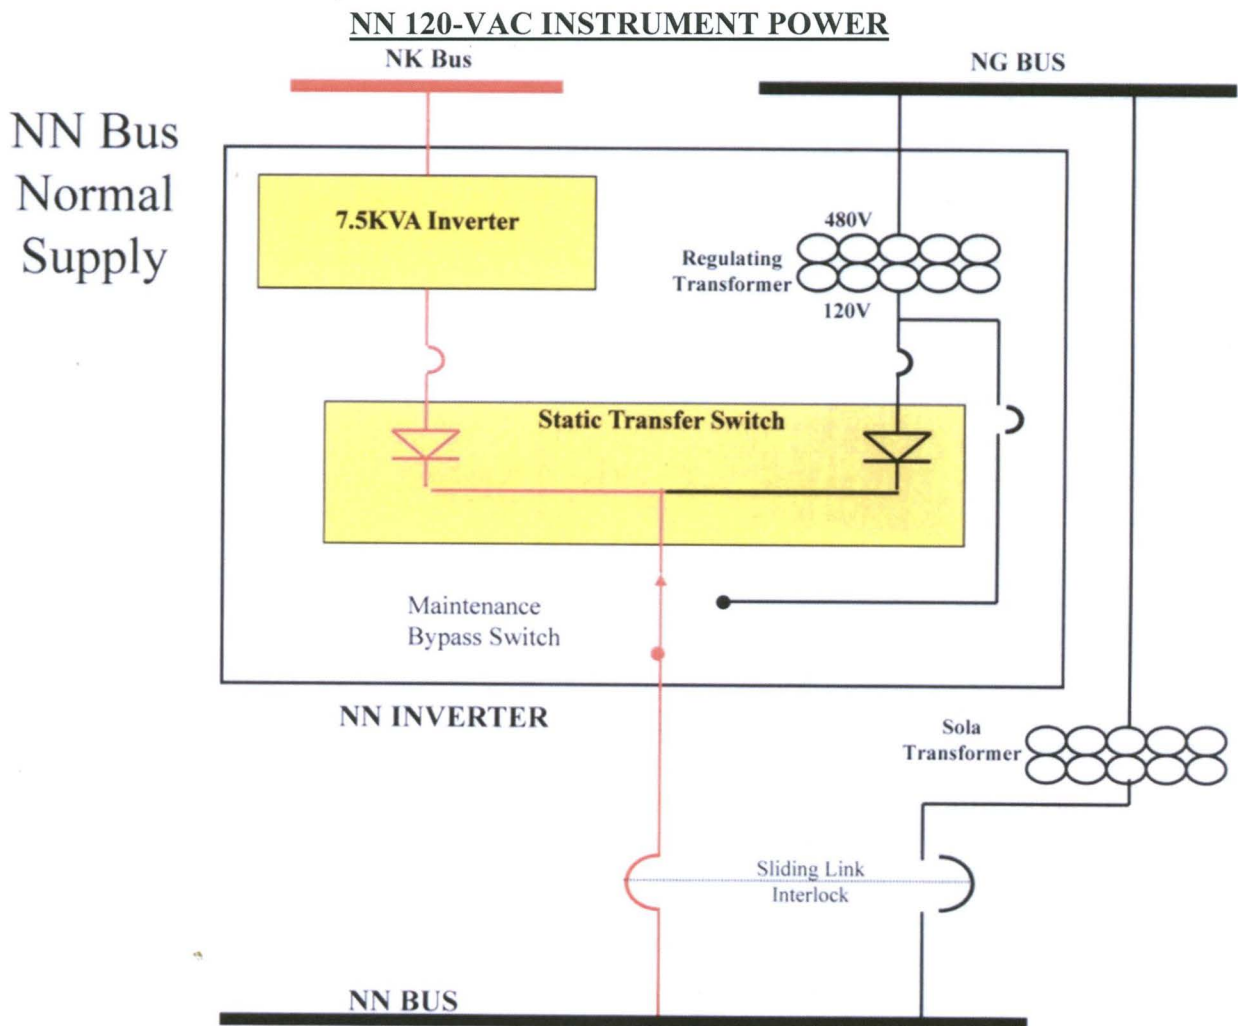 NN 120-VAC INSTRUMENT POWER
NK Bus
NG BUS
NN Bus
Normal
Supply
7.5KVA Inverter
480V
Regulating
Transformer
120V
Static Transfer Switch
Maintenance
Bypass Switch
NN INVERTER
Sola
Transformer
Sliding Link
Interlock
NN BUS